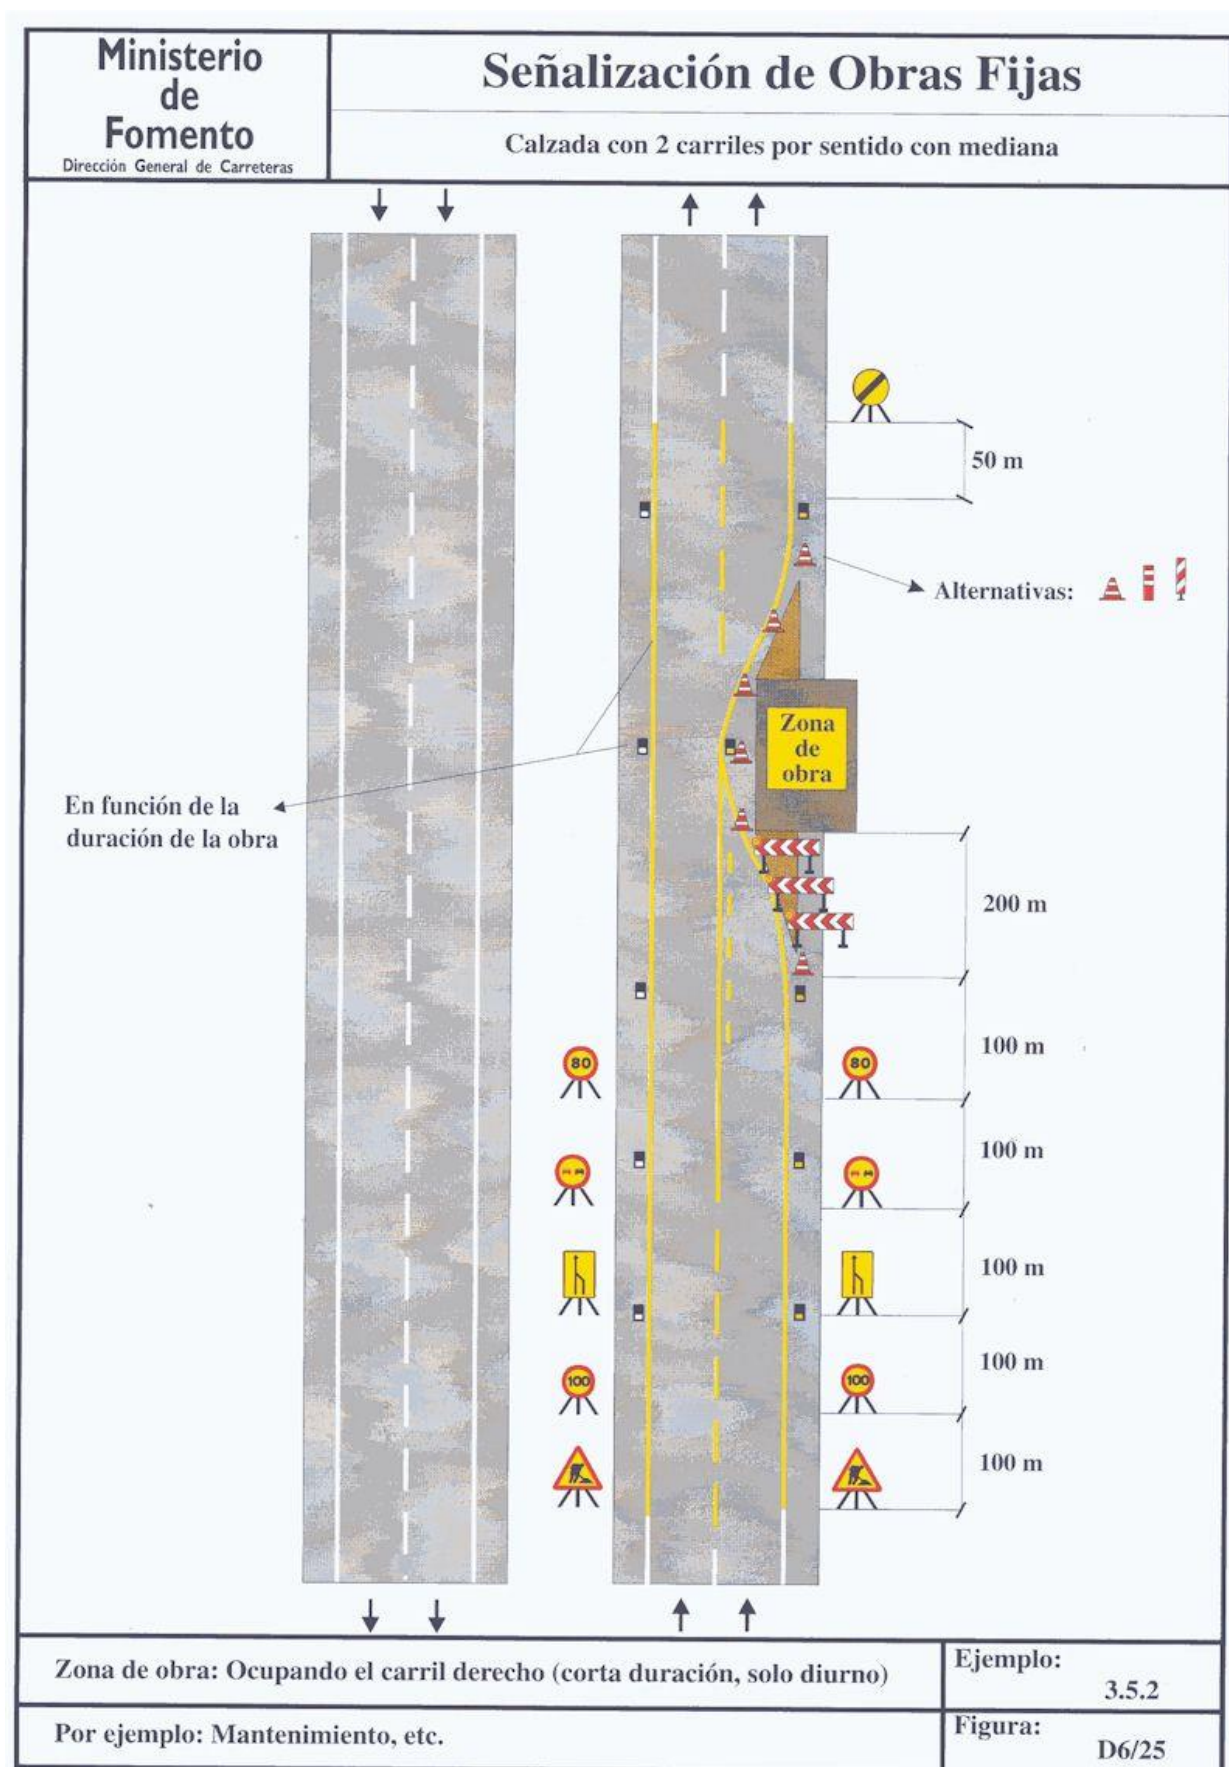 Ministerio
de
Fomento
Dirección General de Carreteras
Señalización de Obras Fijas
Calzada con 2 carriles por sentido con mediana
50 m
Alternativas:
Zona
de
obra
En función de la
duración de la obra
200 m
100 m
80
80
100 m
100 m
100 m
100
100
100 m
Zona de obra: Ocupando el carril derecho (corta duración, solo diurno)
Ejemplo:
3.5.2
Por ejemplo: Mantenimiento, etc.
Figura:
D6/25